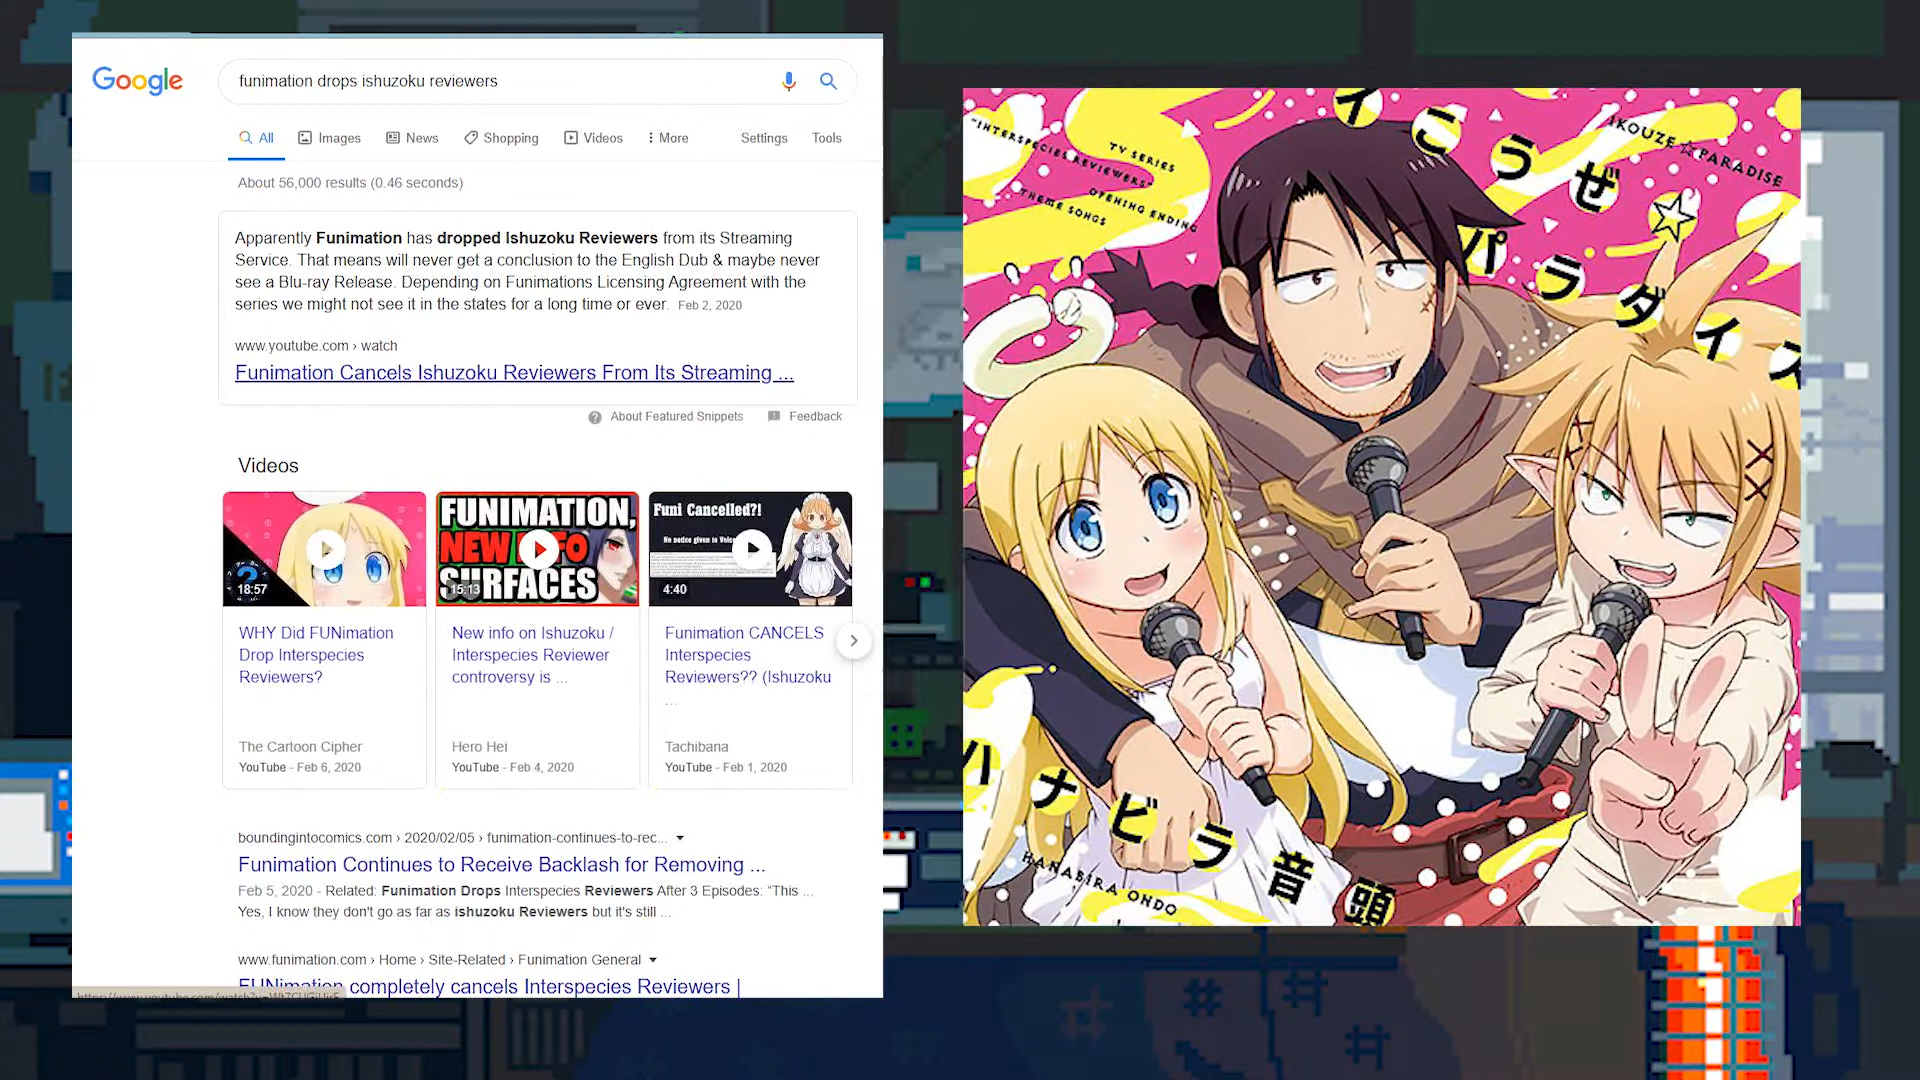 Google
funimation drops ishuzoku reviewers
All Images News Shopping Videos More Settings Tools
About 56,000 results (0.46 seconds)
Apparently Funimation has dropped Ishuzoku Reviewers from its Streaming
Service. That means will never get a conclusion to the English Dub & maybe never
see a Blu-ray Release. Depending on Funimations Licensing Agreement with the
series we might not see it in the states for a long time or ever. Feb 2, 2020
www.youtube.com › watch
Funimation Cancels Ishuzoku Reviewers From Its Streaming ...
About Featured Snippets Feedback
Videos
18:57
FUNIMATION,
NEW INFO
SURFACES
15:13
Funi Cancelled?!
4:40
WHY Did FUNimation
Drop Interspecies
Reviewers?
The Cartoon Cipher
YouTube - Feb 6, 2020
New info on Ishuzoku /
Interspecies Reviewer
controversy is ...
Hero Hei
YouTube - Feb 4, 2020
Funimation CANCELS
Interspecies
Reviewers?? (Ishuzoku
...
Tachibana
YouTube - Feb 1, 2020
boundingintocomics.com › 2020/02/05 › funimation-continues-to-rec...
Funimation Continues to Receive Backlash for Removing ...
Feb 5, 2020 - Related: Funimation Drops Interspecies Reviewers After 3 Episodes: “This ...
Yes, I know they don't go as far as ishuzoku Reviewers but it's still ...
www.funimation.com › Home › Site-Related › Funimation General
FUNimation completely cancels Interspecies Reviewers |
TV SERIES
"INTERSPECIES REVIEWERS"
OPENING ENDING
THEME SONGS
イこうぜ☆パラダイス
IKOUZE☆PARADISE
ハナビラ音頭
HANABIRA ONDO